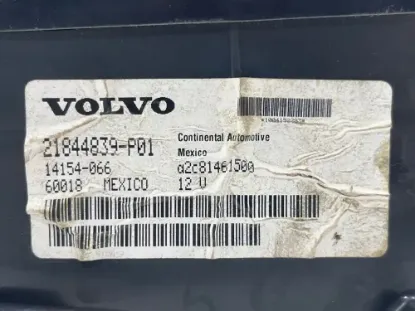 VOLVO
21844839-P01
Continental Automotive
Mexico
14154-066
a2c81461500
60018 MEXICO
12 V